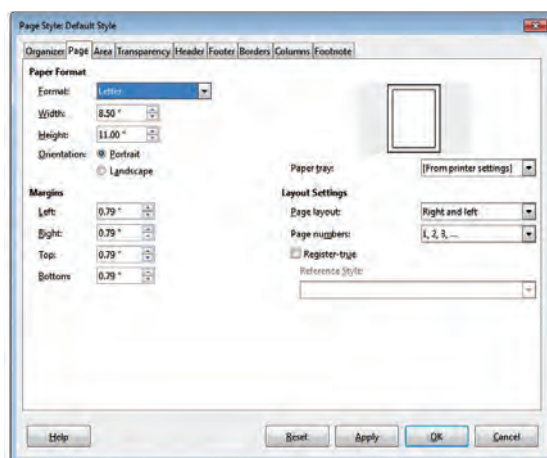 Page Style: Default Style
Organizer Page Area Transparency Header Footer Borders Columns Footnote
Paper Format
Format: Letter
Width: 8.50 "
Height: 11.00 "
Orientation: Portrait
Landscape
Paper tray: [From printer settings]
Margins
Left: 0.79 "
Right: 0.79 "
Top: 0.79 "
Bottom: 0.79 "
Layout Settings
Page layout: Right and left
Page numbers: 1, 2, 3, ...
Register-true
Reference Style:
Help Reset Apply OK Cancel